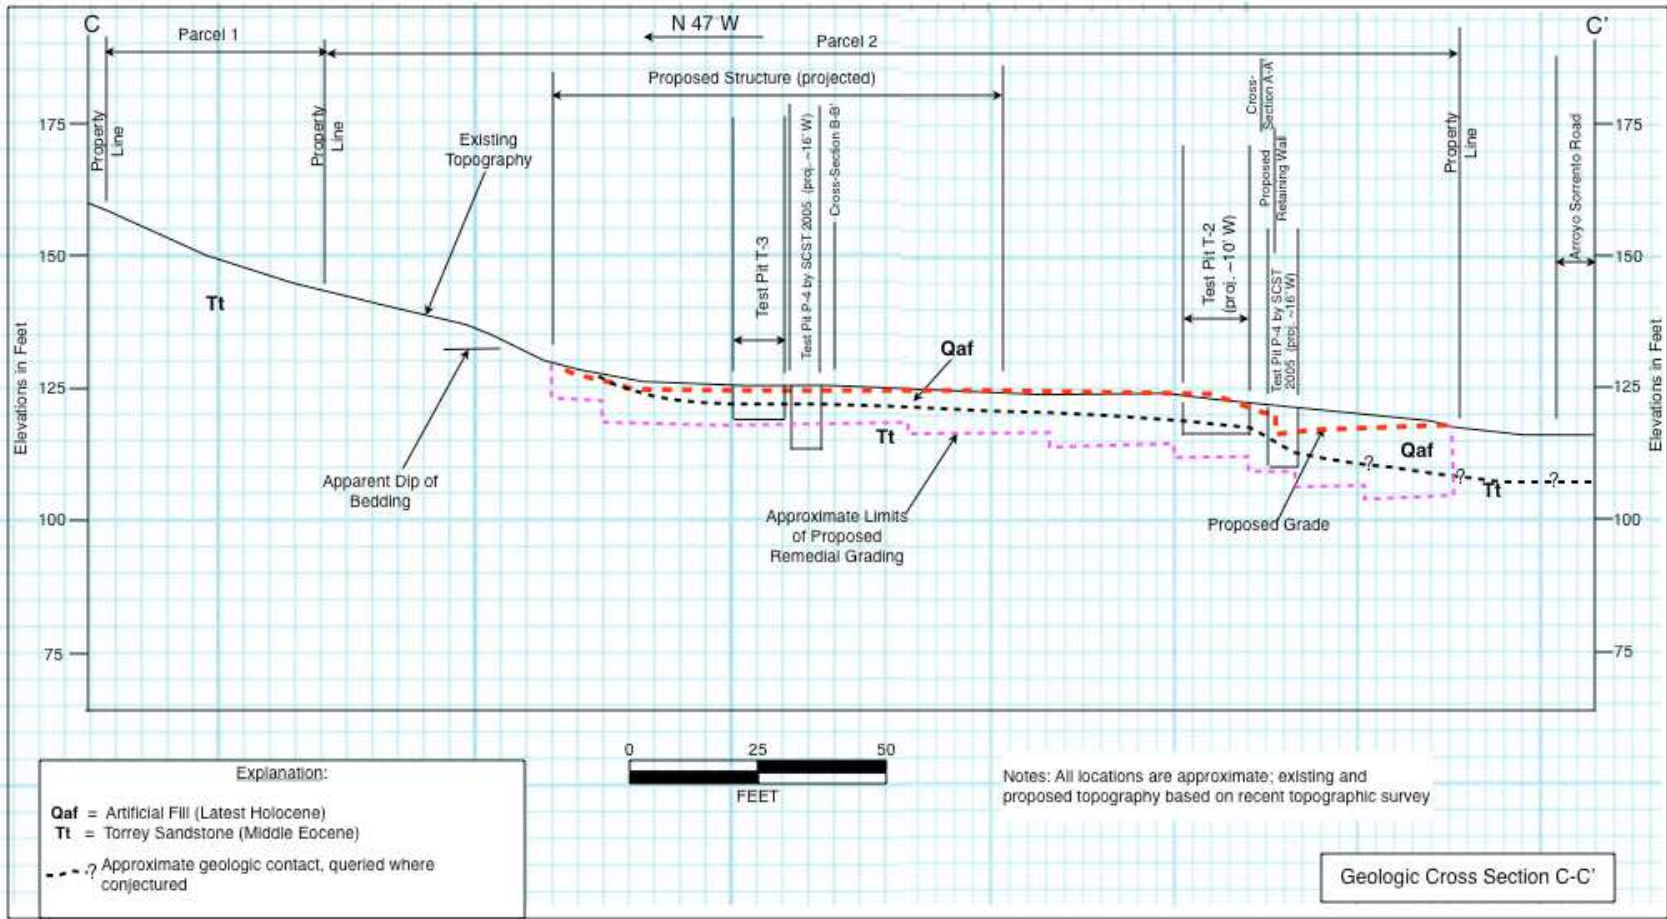 C
N 47 W
C'
Parcel 1
Parcel 2
Proposed Structure (projected)
Property
Line
Property
Line
Existing
Topography
Test Pit T-3
Test Pit P-4 by SCST 2005 (proj. ~16' W)
Cross-Section B-B'
Test Pit T-2
(proj. ~10' W)
Cross-
Section A-A'
Proposed
Retaining Wall
Test Pit P-4 by SCST
2005 (proj. ~16' W)
Property
Line
Arroyo Sorrento Road
175
150
125
100
75
175
150
125
100
75
Elevations in Feet
Elevations in Feet
Tt
Qaf
Tt
Qaf
?
?
?
Tt
Apparent Dip of
Bedding
Approximate Limits
of Proposed
Remedial Grading
Proposed Grade
0 25 50
FEET
Explanation:
Qaf = Artificial Fill (Latest Holocene)
Tt = Torrey Sandstone (Middle Eocene)
? Approximate geologic contact, queried where
conjectured
Notes: All locations are approximate; existing and
proposed topography based on recent topographic survey
Geologic Cross Section C-C'